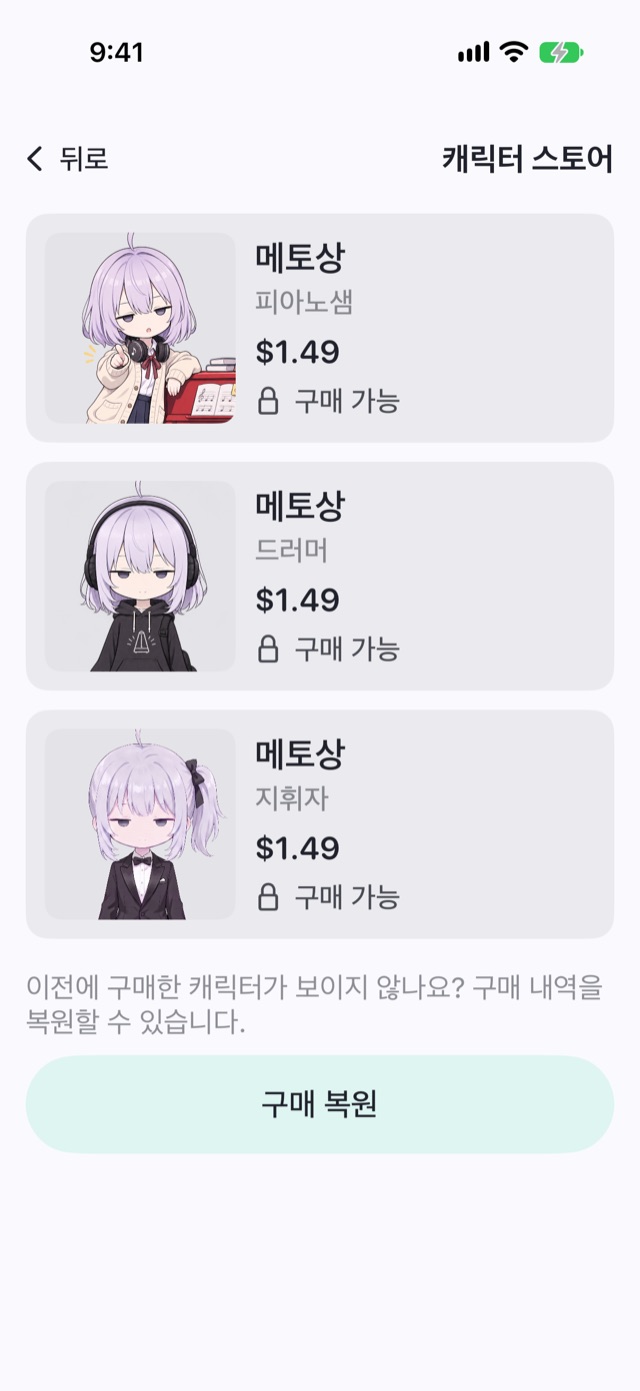 9:41
뒤로
캐릭터 스토어
메토상
피아노샘
$1.49
구매 가능
메토상
드러머
$1.49
구매 가능
메토상
지휘자
$1.49
구매 가능
이전에 구매한 캐릭터가 보이지 않나요? 구매 내역을
복원할 수 있습니다.
구매 복원